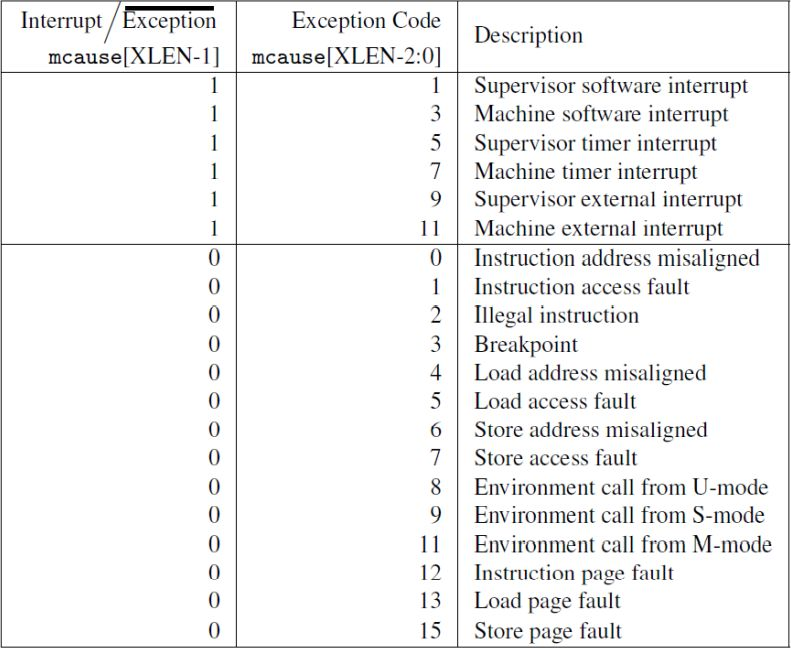 Interrupt / Exception Exception Code Description
mcause[XLEN-1] mcause[XLEN-2:0]
1 1 Supervisor software interrupt
1 3 Machine software interrupt
1 5 Supervisor timer interrupt
1 7 Machine timer interrupt
1 9 Supervisor external interrupt
1 11 Machine external interrupt
0 0 Instruction address misaligned
0 1 Instruction access fault
0 2 Illegal instruction
0 3 Breakpoint
0 4 Load address misaligned
0 5 Load access fault
0 6 Store address misaligned
0 7 Store access fault
0 8 Environment call from U-mode
0 9 Environment call from S-mode
0 11 Environment call from M-mode
0 12 Instruction page fault
0 13 Load page fault
0 15 Store page fault